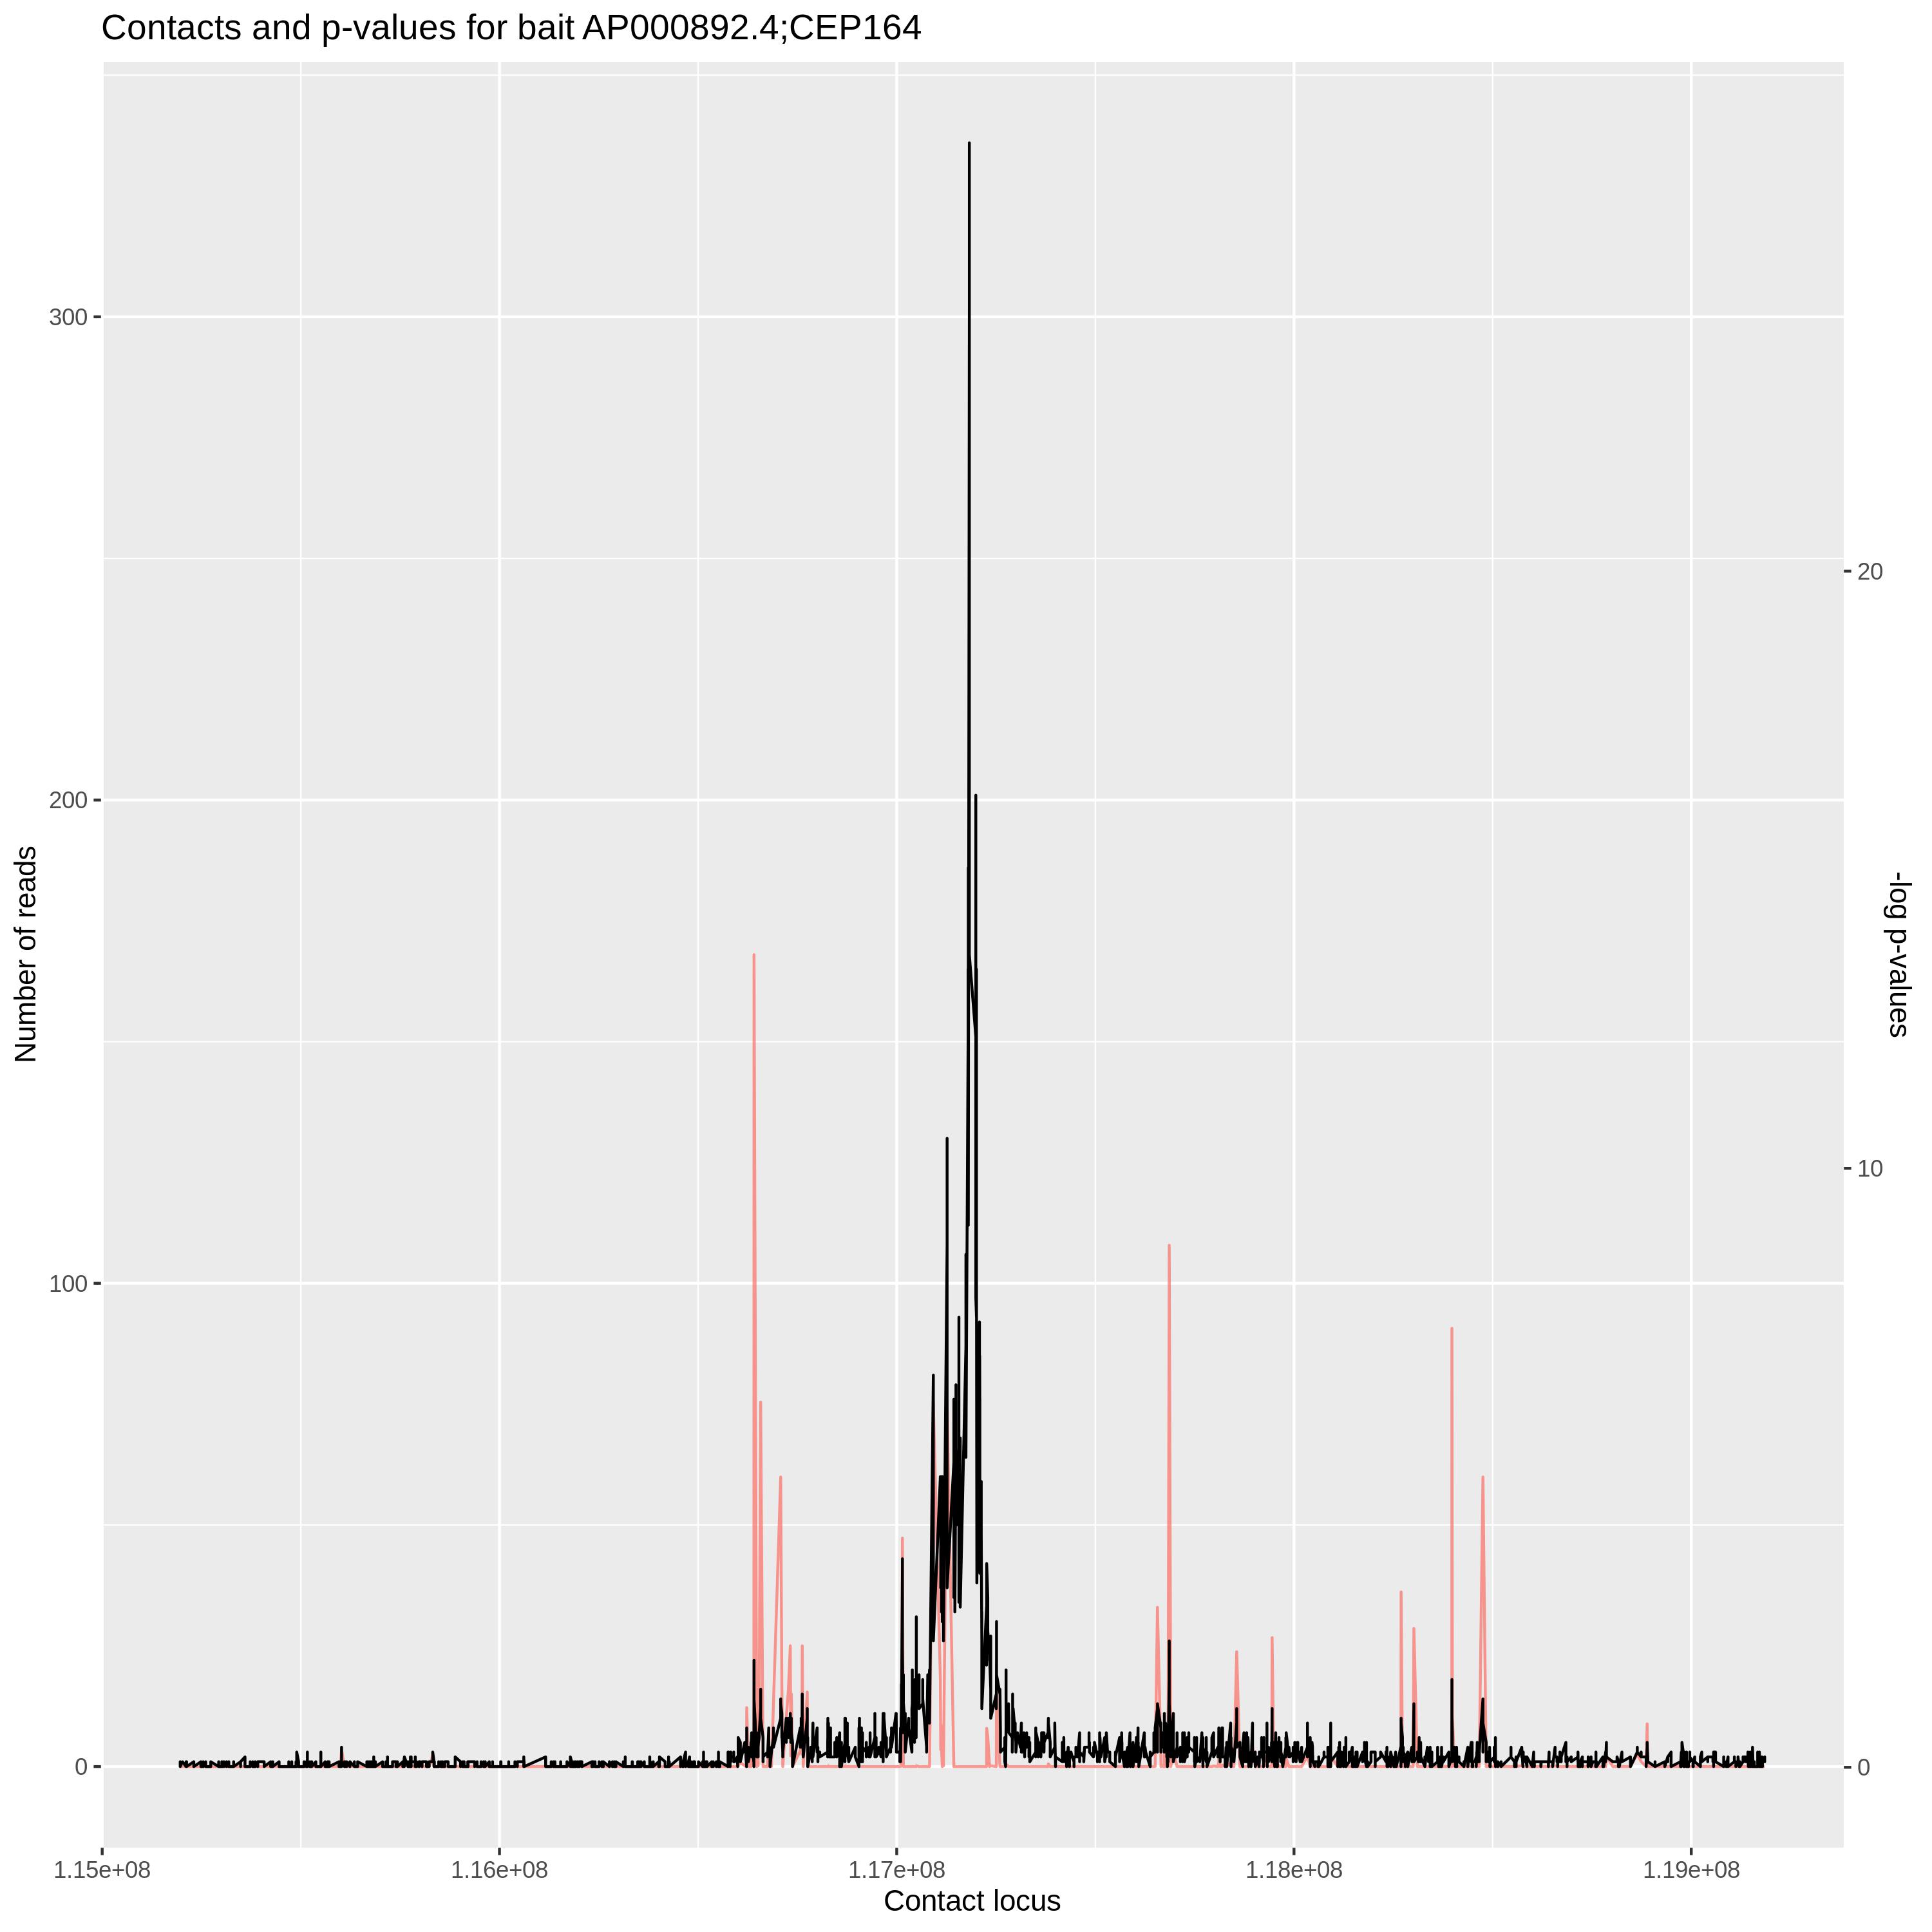 Contacts and p-values for bait AP000892.4;CEP164
300
200
100
0
Number of reads
20
10
0
-log p-values
1.15e+08
1.16e+08
1.17e+08
1.18e+08
1.19e+08
Contact locus